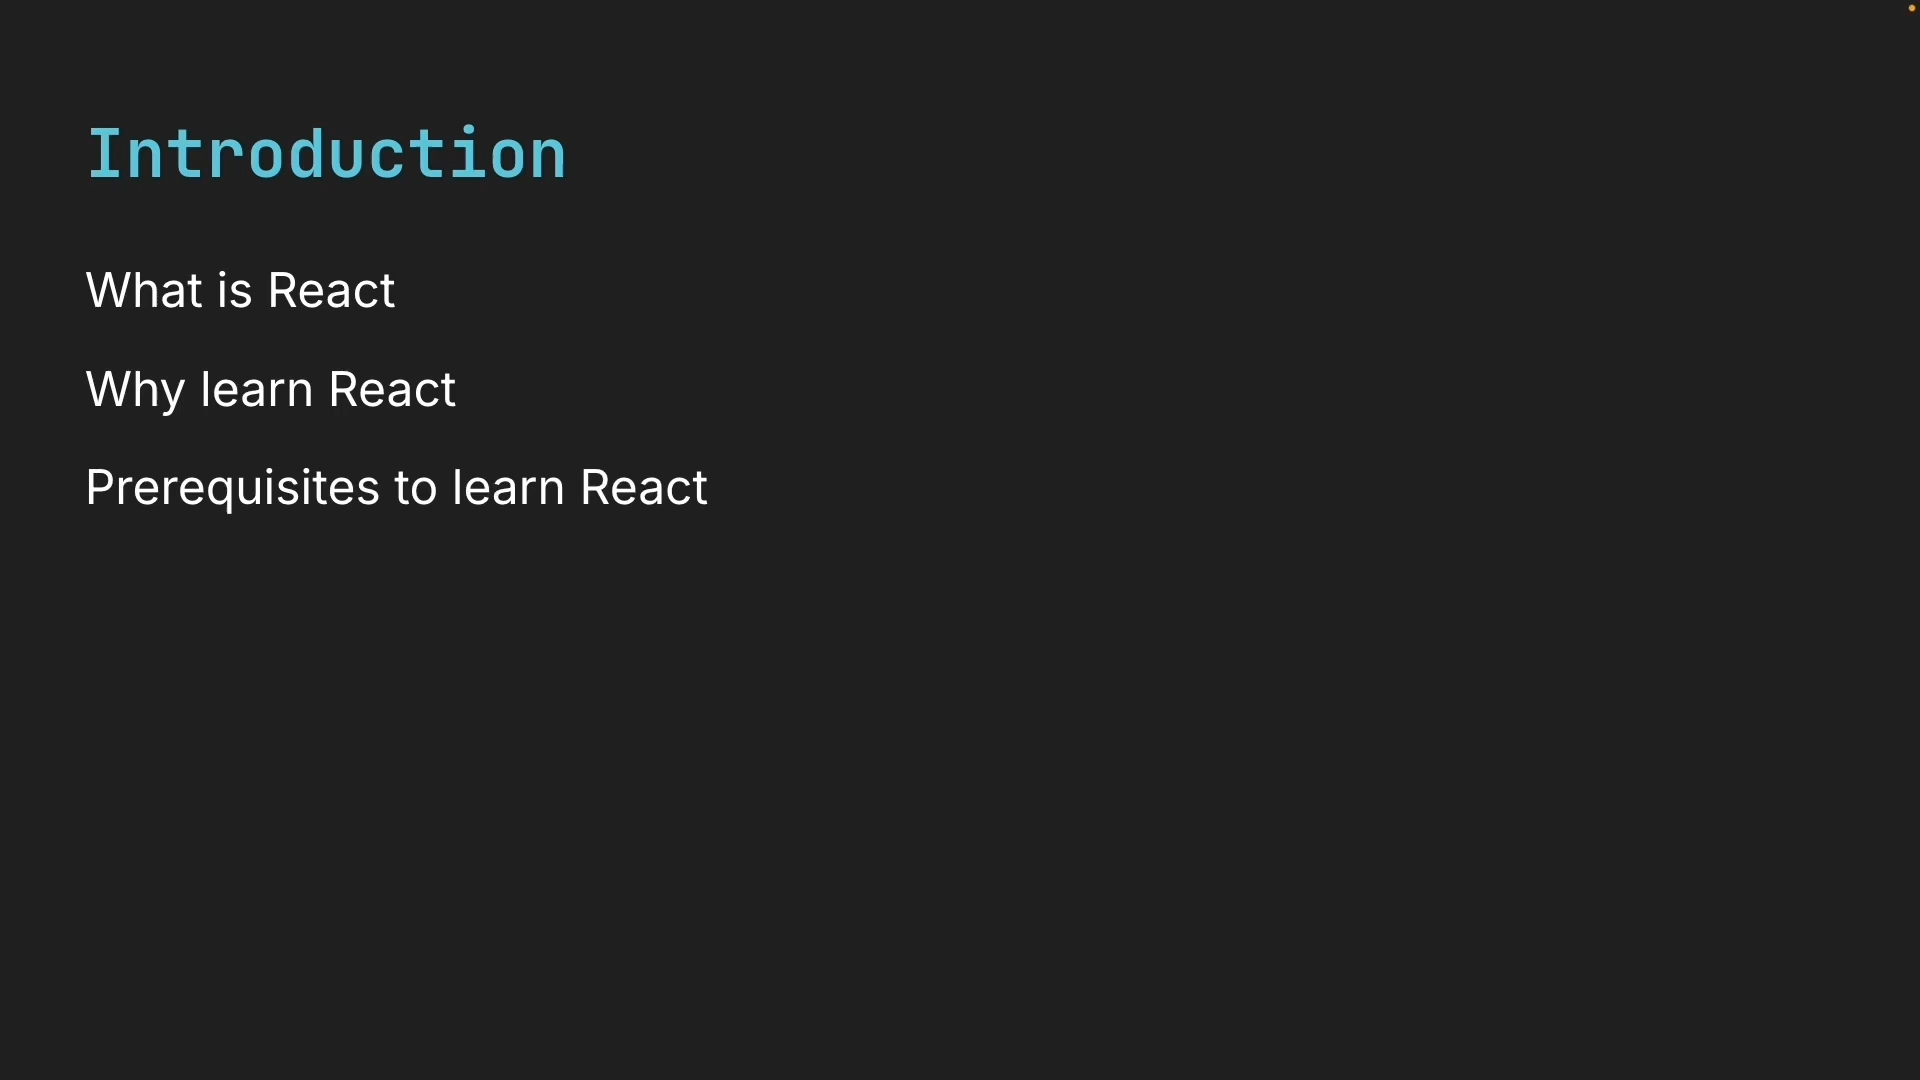 Introduction
What is React
Why learn React
Prerequisites to learn React